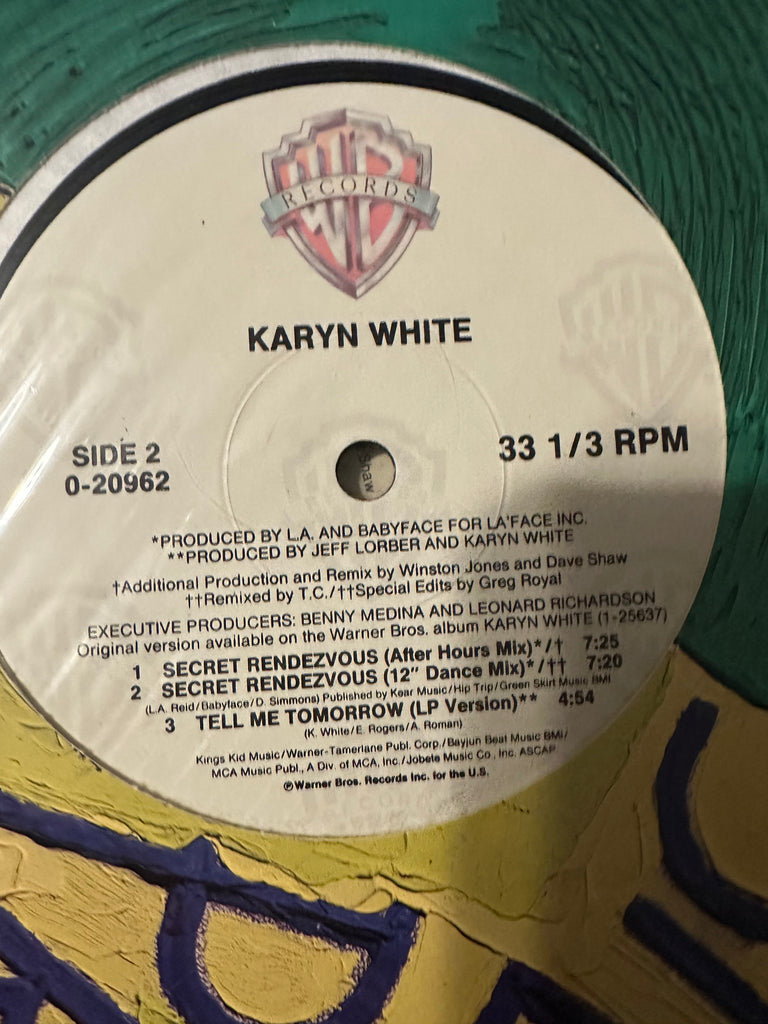 WB
RECORDS
KARYN WHITE
SIDE 2
0-20962
33 1/3 RPM
Shaw
*PRODUCED BY L.A. AND BABYFACE FOR LA'FACE INC.
**PRODUCED BY JEFF LORBER AND KARYN WHITE
†Additional Production and Remix by Winston Jones and Dave Shaw
††Remixed by T.C./††Special Edits by Greg Royal
EXECUTIVE PRODUCERS: BENNY MEDINA AND LEONARD RICHARDSON
Original version available on the Warner Bros. album KARYN WHITE (1-25637)
1 SECRET RENDEZVOUS (After Hours Mix)*/† 7:25
2 SECRET RENDEZVOUS (12" Dance Mix)*/†† 7:20
(L.A. Reid/Babyface/D. Simmons) Published by Kear Music/Hip Trip/Green Skirt Music BMI
3 TELL ME TOMORROW (LP Version)** 4:54
(K. White/E. Rogers/A. Roman)
Kings Kid Music/Warner-Tamerlane Publ. Corp./Bayjun Beat Music BMI/
MCA Music Publ., A Div. of MCA, Inc./Jobete Music Co., Inc. ASCAP
℗Warner Bros. Records Inc. for the U.S.